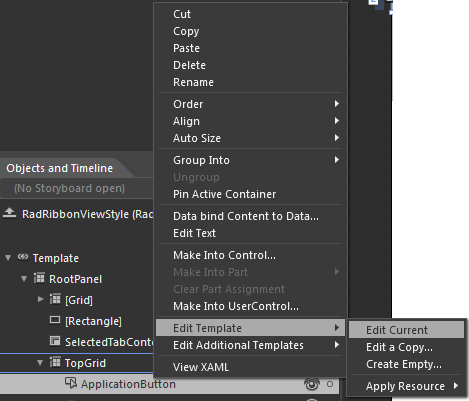 Cut
Copy
Paste
Delete
Rename
Order
Align
Auto Size
Group Into
Ungroup
Pin Active Container
Data bind Content to Data...
Edit Text
Make Into Control...
Make Into Part
Clear Part Assignment
Make Into UserControl...
Edit Template
Edit Additional Templates
View XAML
Edit Current
Edit a Copy...
Create Empty...
Apply Resource
Objects and Timeline
(No Storyboard open)
RadRibbonViewStyle (Rac
Template
RootPanel
[Grid]
[Rectangle]
SelectedTabConte
TopGrid
ApplicationButton